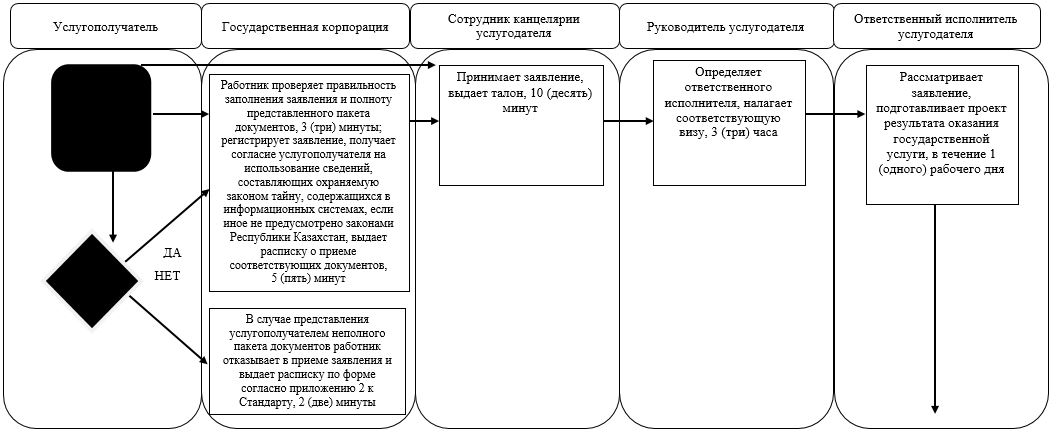 Услугополучатель
Государственная корпорация
Сотрудник канцелярии
услугодателя
Руководитель услугодателя
Ответственный исполнитель
услугодателя
Работник проверяет правильность
заполнения заявления и полноту
представленного пакета
документов, 3 (три) минуты;
регистрирует заявление, получает
согласие услугополучателя на
использование сведений,
составляющих охраняемую
законом тайну, содержащихся в
информационных системах, если
иное не предусмотрено законами
Республики Казахстан, выдает
расписку о приеме
соответствующих документов,
5 (пять) минут
Принимает заявление,
выдает талон, 10 (десять)
минут
Определяет
ответственного
исполнителя, налагает
соответствующую
визу, 3 (три) часа
Рассматривает
заявление,
подготавливает проект
результата оказания
государственной
услуги, в течение 1
(одного) рабочего дня
ДА
НЕТ
В случае представления
услугополучателем неполного
пакета документов работник
отказывает в приеме заявления и
выдает расписку по форме
согласно приложению 2 к
Стандарту, 2 (две) минуты